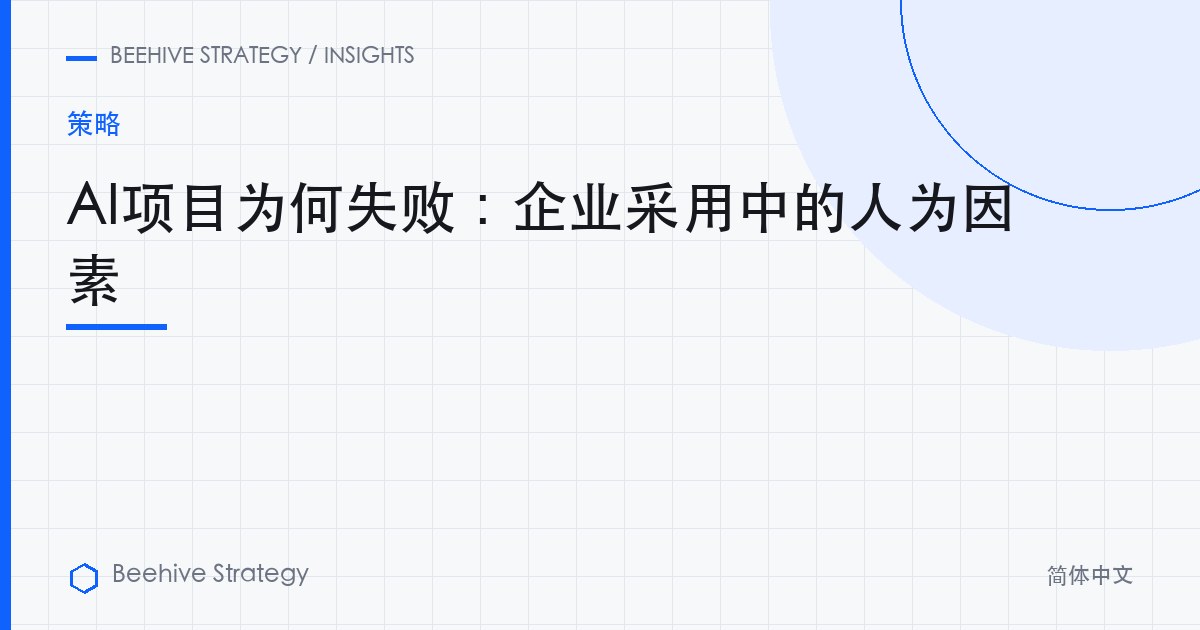 BEEHIVE STRATEGY / INSIGHTS
策略
AI项目为何失败：企业采用中的人为因
素
Beehive Strategy
简体中文